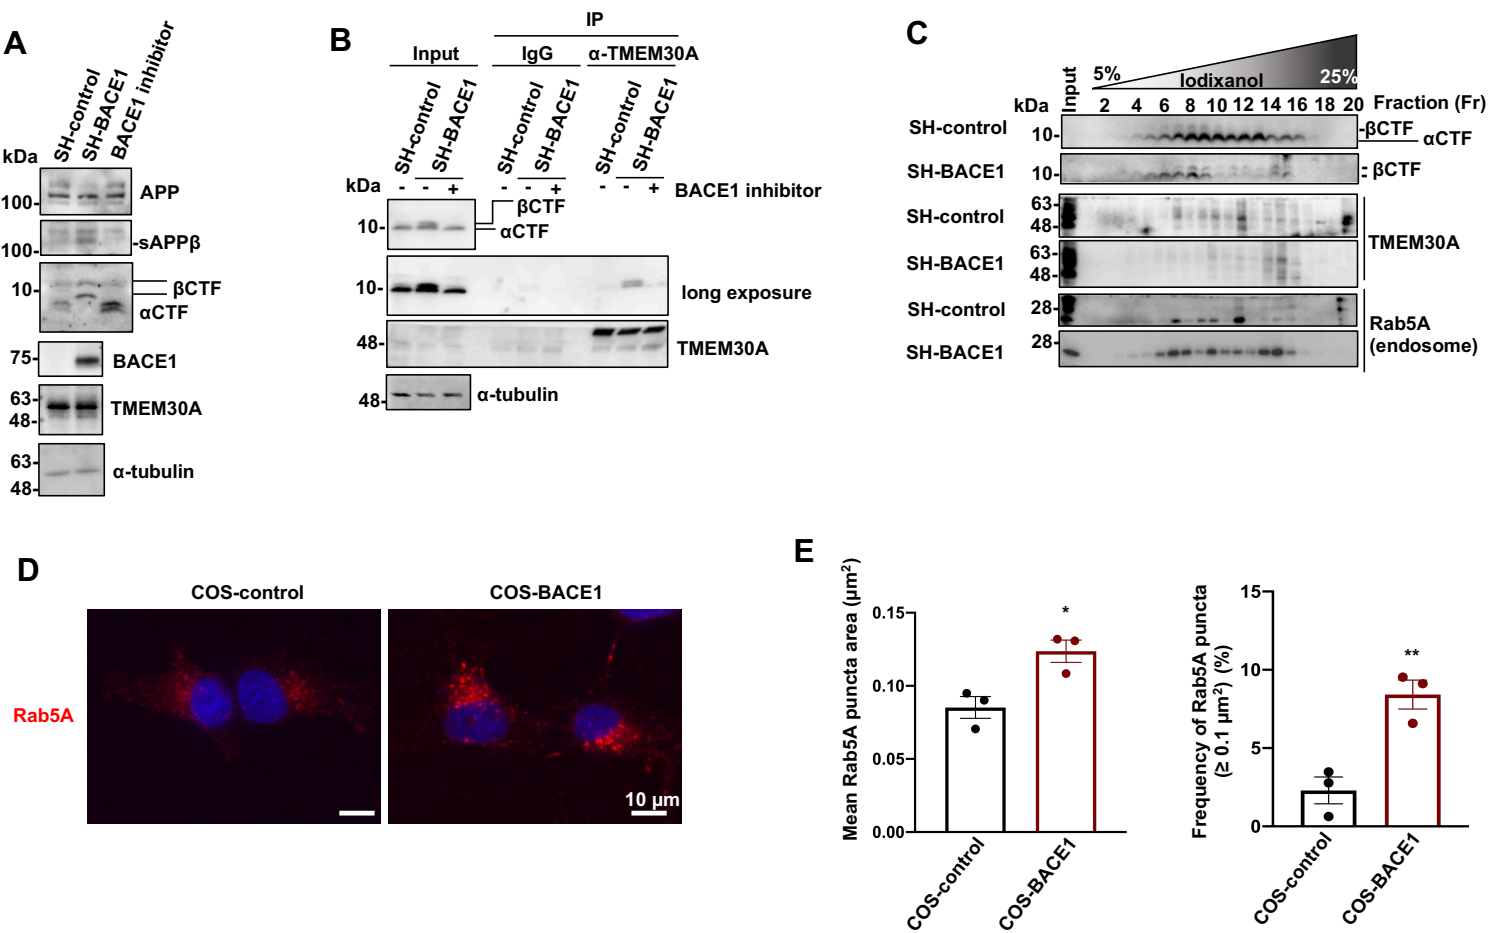 A
SH-control
SH-BACE1
BACE1 inhibitor
kDa
100-
APP
100-
-sAPPβ
10-
βCTF
αCTF
75-
BACE1
63-
48-
TMEM30A
63-
48-
α-tubulin
B
IP
Input
IgG
α-TMEM30A
SH-control
SH-BACE1
SH-control
SH-BACE1
SH-control
SH-BACE1
kDa
- - + - - + - - +
BACE1 inhibitor
10-
βCTF
αCTF
10-
long exposure
48-
TMEM30A
48-
α-tubulin
C
5%
Iodixanol
25%
kDa
Input
2 4 6 8 10 12 14 16 18 20
Fraction (Fr)
SH-control
10-
-βCTF
αCTF
SH-BACE1
10-
βCTF
SH-control
63-
48-
TMEM30A
SH-BACE1
63-
48-
SH-control
28-
Rab5A
(endosome)
SH-BACE1
28-
D
COS-control
COS-BACE1
Rab5A
10 µm
E
Mean Rab5A puncta area (µm²)
0.15
0.10
0.05
0.00
*
COS-control
COS-BACE1
Frequency of Rab5A puncta
(≥ 0.1 µm²) (%)
15
10
5
0
**
COS-control
COS-BACE1